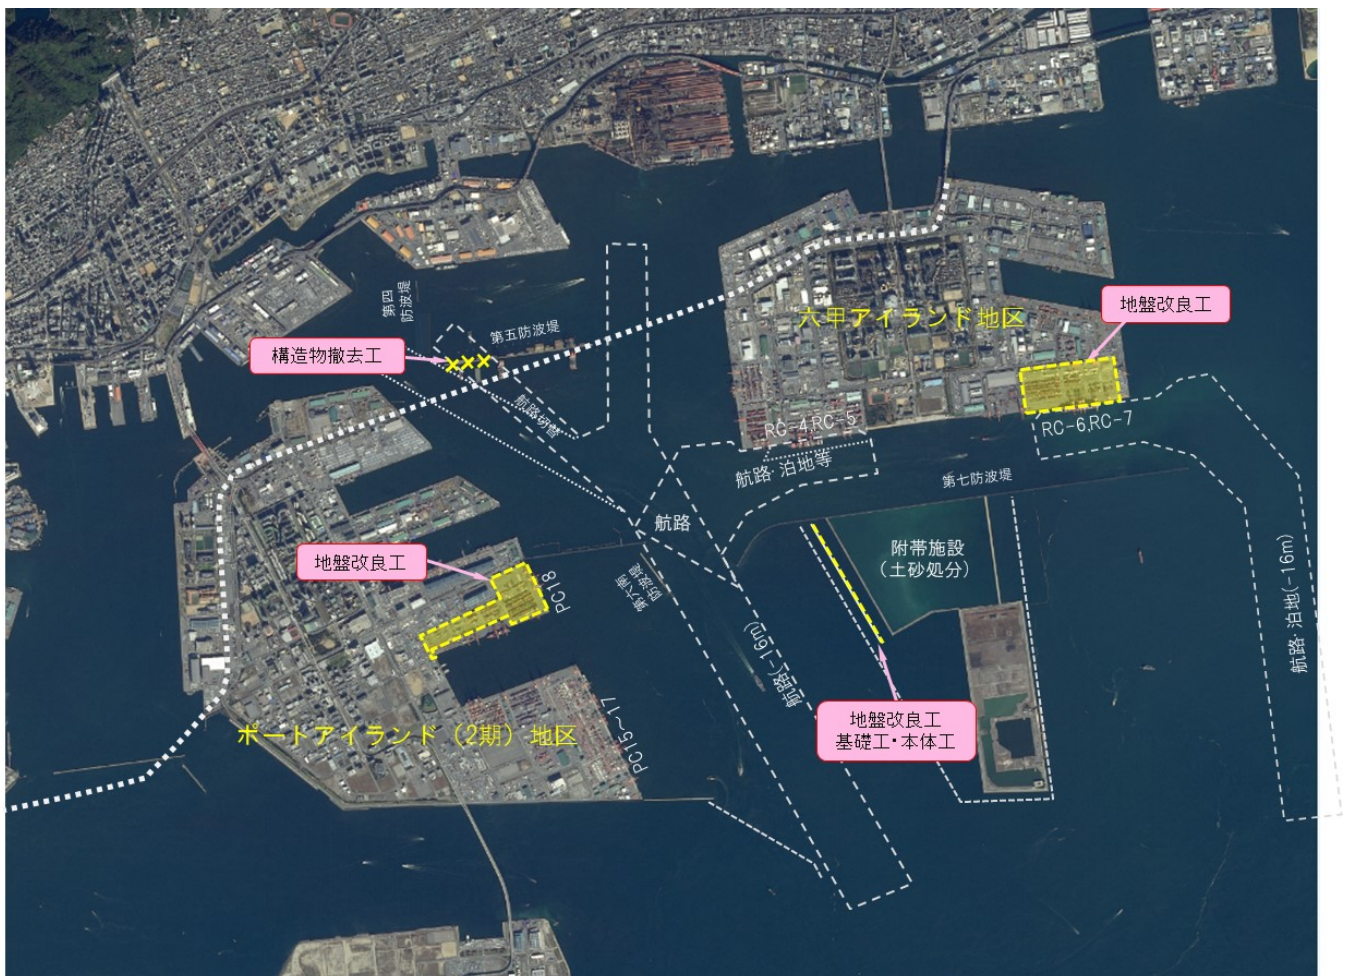 第四
防波堤
第五防波堤
構造物撤去工
航路切替
六甲アイランド地区
地盤改良工
RC-4,RC-5
RC-6,RC-7
航路・泊地等
第七防波堤
航路
附帯施設
(土砂処分)
地盤改良工
PC18
第六南
防波堤
航路(-16m)
航路・泊地(-16m)
地盤改良工
基礎工・本体工
ポートアイランド(2期)地区
PC15~17